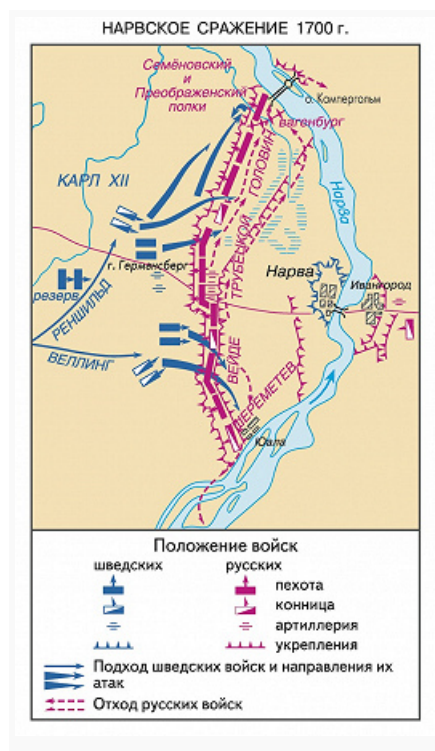 НАРВСКОЕ СРАЖЕНИЕ 1700 г.
Семёновский
и
Преображенский
полки
о. Компергольм
вагенбург
КАРЛ XII
ГОЛОВИН
Нарва
ТРУБЕЦКОЙ
г. Германсберг
Нарва
Ивангород
резерв
РЕНШИЛЬД
ВЕЛЛИНГ
ВЕЙДЕ
ШЕРЕМЕТЕВ
Юала
Положение войск
шведских
русских
пехота
конница
артиллерия
укрепления
Подход шведских войск и направления их
атак
Отход русских войск